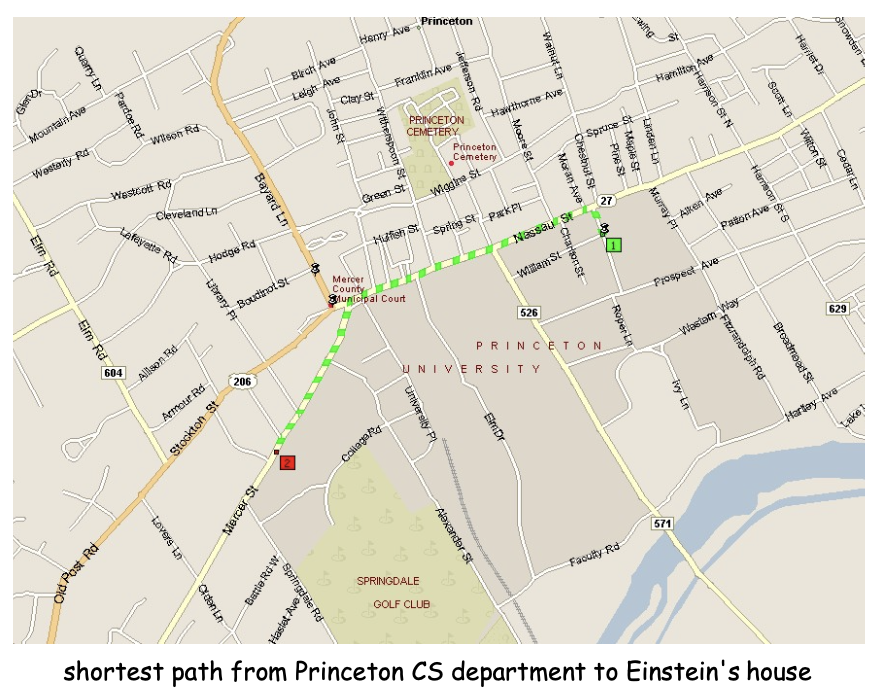 Princeton
Henry Ave
Birch Ave
Leigh Ave
Clay St
Franklin Ave
Jefferson Rd
Walnut Ln
Ewing St
Hamilton Ave
Harriet Dr
Snowden Ln
Quarry Ln
Glen Dr
Mountain Ave
Pardoe Rd
Wilson Rd
Westerly Rd
Westcott Rd
Cleveland Ln
Lafayette Rd
Hodge Rd
Boudinot St
Library Pl
Bayard Ln
John St
Witherspoon St
PRINCETON
CEMETERY
Princeton
Cemetery
Hawthorne Ave
Moore St
Spruce St
Chestnut St
Pine St
Maple St
Linden Ln
Harrison St N
Scott Ln
Wilton St
Cedar Ln
Green St
Wiggins St
Park Pl
Spring St
Hulfish St
Nassau St
Moran Ave
27
Murray Pl
Aiken Ave
Patton Ave
Harrison St S
1
Charlton St
William St
Prospect Ave
Mercer
County
Municipal Court
Elm Rd
Elm Rd
604
206
526
629
571
Allison Rd
Armour Rd
Stockton St
PRINCETON
UNIVERSITY
Roper Ln
Western Way
Fitzrandolph Rd
Broadmead St
Ivy Ln
Hartley Ave
Lake
University Pl
Elm Dr
College Rd
2
Mercer St
Alexander St
Faculty Rd
Lovers Ln
Old Post Rd
Ogden Ln
Battle Rd W
Haslet Ave
Springdale Rd
SPRINGDALE
GOLF CLUB
shortest path from Princeton CS department to Einstein's house